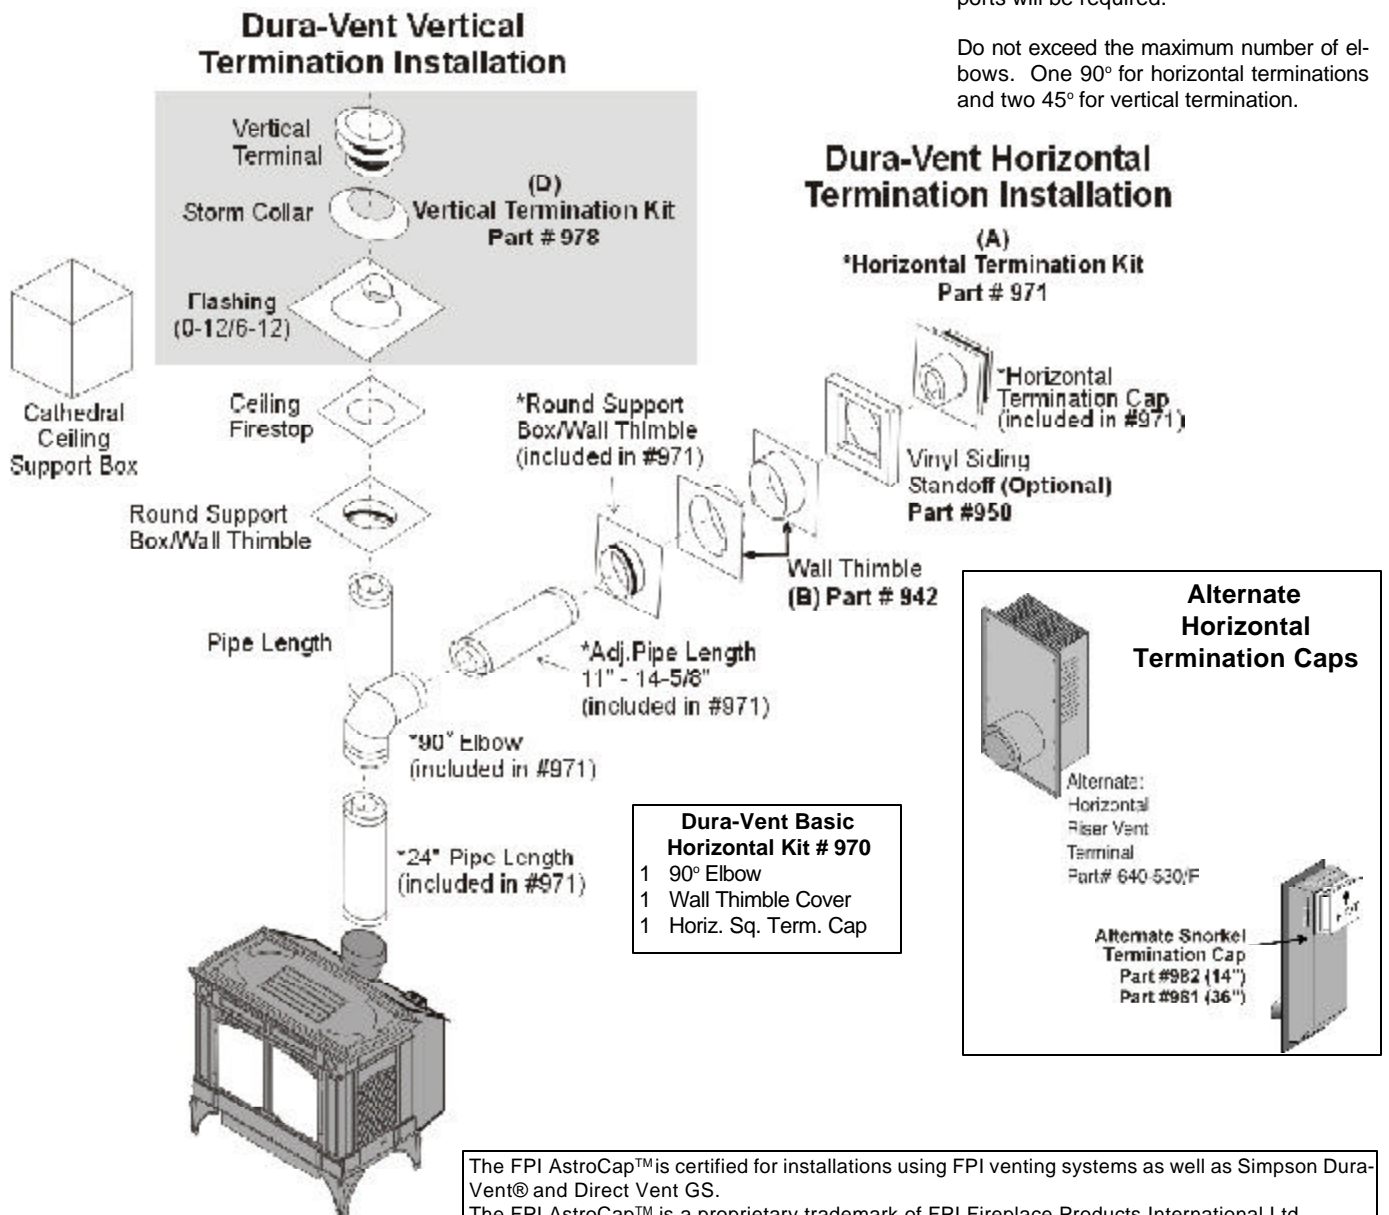 ports will be required.
Do not exceed the maximum number of el-
bows. One 90° for horizontal terminations
and two 45° for vertical termination.
Dura-Vent Vertical
Termination Installation
Vertical
Terminal
Storm Collar
(D)
Vertical Termination Kit
Part # 978
Flashing
(0-12/6-12)
Cathedral
Ceiling
Support Box
Ceiling
Firestop
Round Support
Box/Wall Thimble
Pipe Length
Dura-Vent Horizontal
Termination Installation
(A)
*Horizontal Termination Kit
Part # 971
*Horizontal
Termination Cap
(included in #971)
*Round Support
Box/Wall Thimble
(included in #971)
Vinyl Siding
Standoff (Optional)
Part #950
Wall Thimble
(B) Part # 942
*Adj.Pipe Length
11" - 14-5/8"
(included in #971)
*90° Elbow
(included in #971)
*24" Pipe Length
(included in #971)
Dura-Vent Basic
Horizontal Kit # 970
1 90° Elbow
1 Wall Thimble Cover
1 Horiz. Sq. Term. Cap
Alternate
Horizontal
Termination Caps
Alternate:
Horizontal
Riser Vent
Terminal
Part# 640-530/P
Alternate Snorkel
Termination Cap
Part #982 (14")
Part #981 (36")
The FPI AstroCap™ is certified for installations using FPI venting systems as well as Simpson Dura-
Vent® and Direct Vent GS.
The FPI AstroCap™ is a proprietary trademark of FPI Fireplace Products International Ltd.